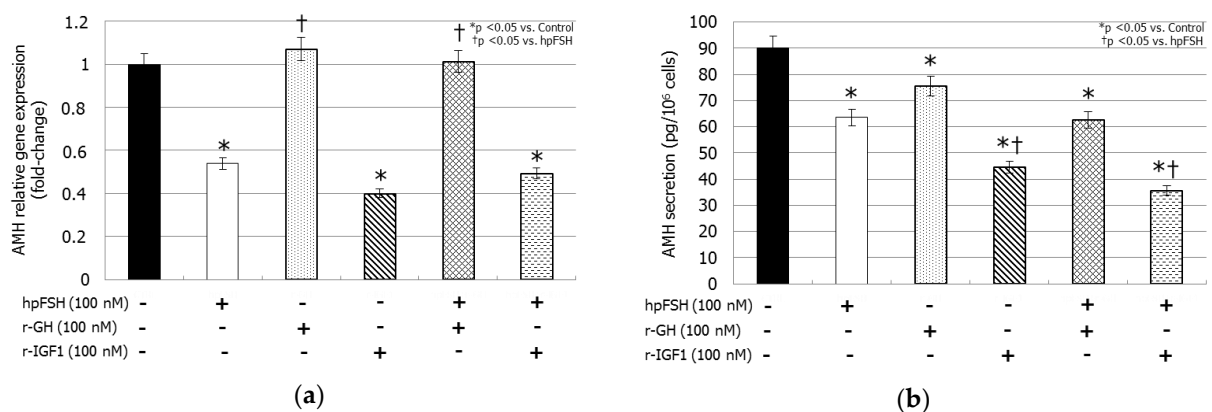 AMH relative gene expression
(fold-change)
1.2
1
0.8
0.6
0.4
0.2
0
*p <0.05 vs. Control
†p <0.05 vs. hpFSH
* † * † *
hpFSH (100 nM) - + - - + +
r-GH (100 nM) - - + - + -
r-IGF1 (100 nM) - - - + - +
(a)
AMH secretion (pg/10⁶ cells)
100
90
80
70
60
50
40
30
20
10
0
*p <0.05 vs. Control
†p <0.05 vs. hpFSH
* * *† * *†
hpFSH (100 nM) - + - - + +
r-GH (100 nM) - - + - + -
r-IGF1 (100 nM) - - - + - +
(b)